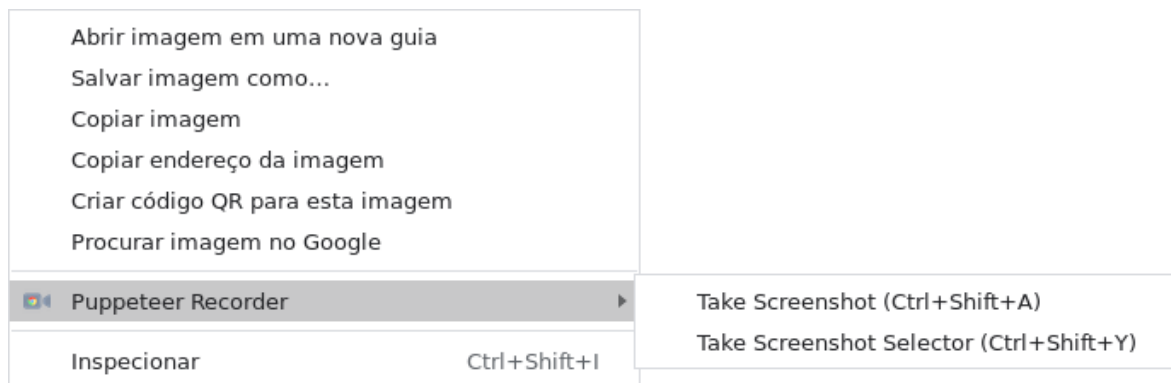 Abrir imagem em uma nova guia
Salvar imagem como...
Copiar imagem
Copiar endereço da imagem
Criar código QR para esta imagem
Procurar imagem no Google
Puppeteer Recorder
Take Screenshot (Ctrl+Shift+A)
Take Screenshot Selector (Ctrl+Shift+Y)
Inspecionar Ctrl+Shift+I